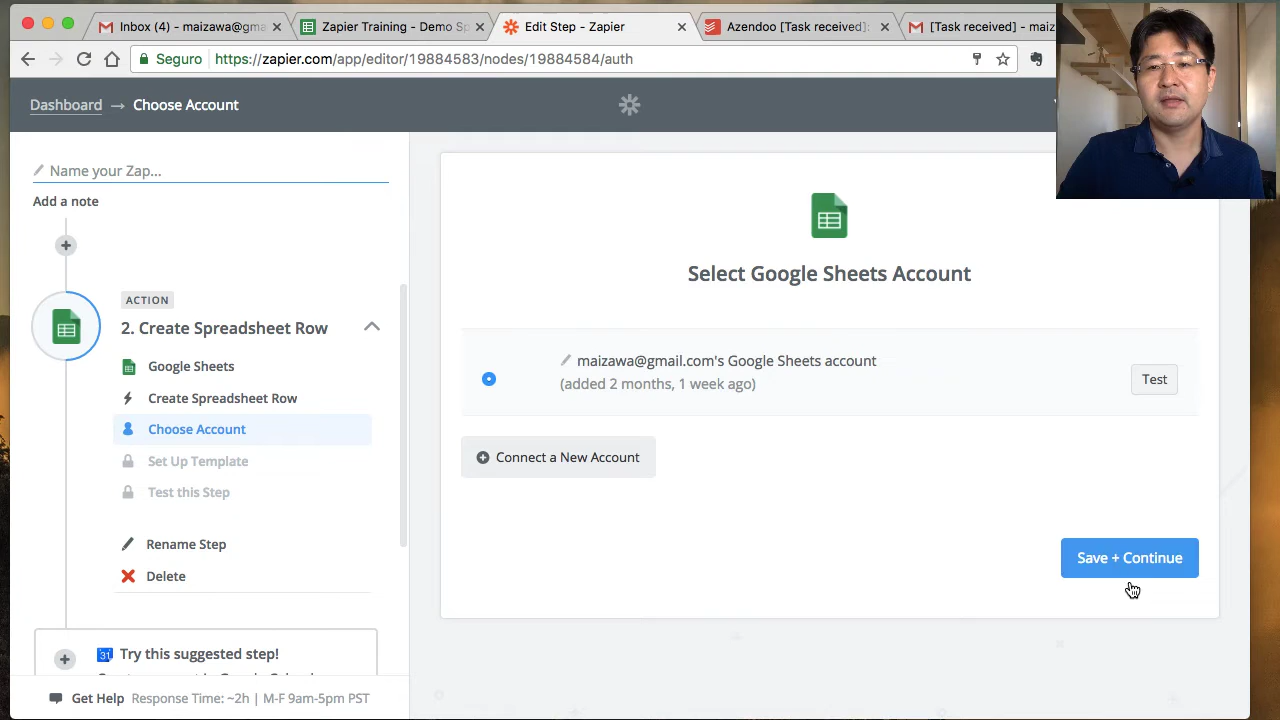 Inbox (4) - maizawa@gma
Zapier Training - Demo Sp
Edit Step - Zapier
Azendoo [Task received]:
[Task received] - maiz
Seguro
https://zapier.com/app/editor/19884583/nodes/19884584/auth
Dashboard → Choose Account
Name your Zap...
Add a note
ACTION
2. Create Spreadsheet Row
Google Sheets
Create Spreadsheet Row
Choose Account
Set Up Template
Test this Step
Rename Step
Delete
31 Try this suggested step!
Get Help Response Time: ~2h | M-F 9am-5pm PST
Select Google Sheets Account
maizawa@gmail.com's Google Sheets account
(added 2 months, 1 week ago)
Test
Connect a New Account
Save + Continue